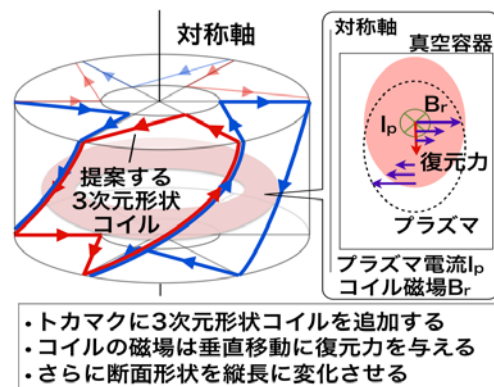 対称軸
提案する
3次元形状
コイル
対称軸
真空容器
Br
Ip
復元力
プラズマ
プラズマ電流Ip
コイル磁場Br
・トカマクに3次元形状コイルを追加する
・コイルの磁場は垂直移動に復元力を与える
・さらに断面形状を縦長に変化させる